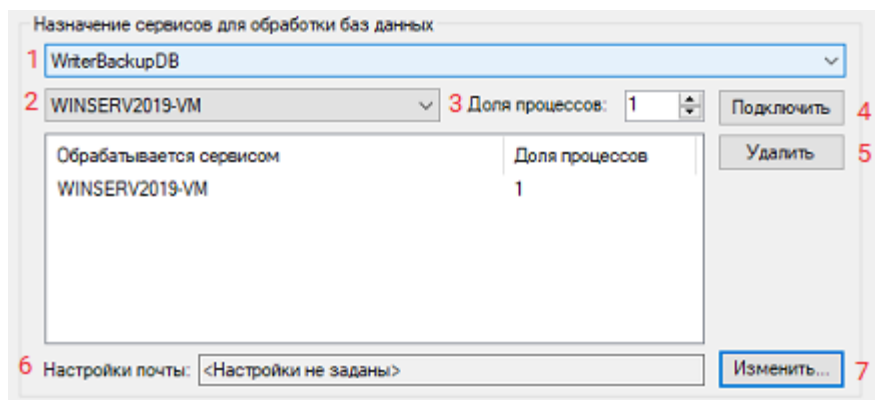 Назначение сервисов для обработки баз данных
1 WriterBackupDB
2 WINSERV2019-VM 3 Доля процессов: 1 Подключить 4
Обрабатывается сервисом Доля процессов Удалить 5
WINSERV2019-VM 1
6 Настройки почты: <Настройки не заданы> Изменить... 7